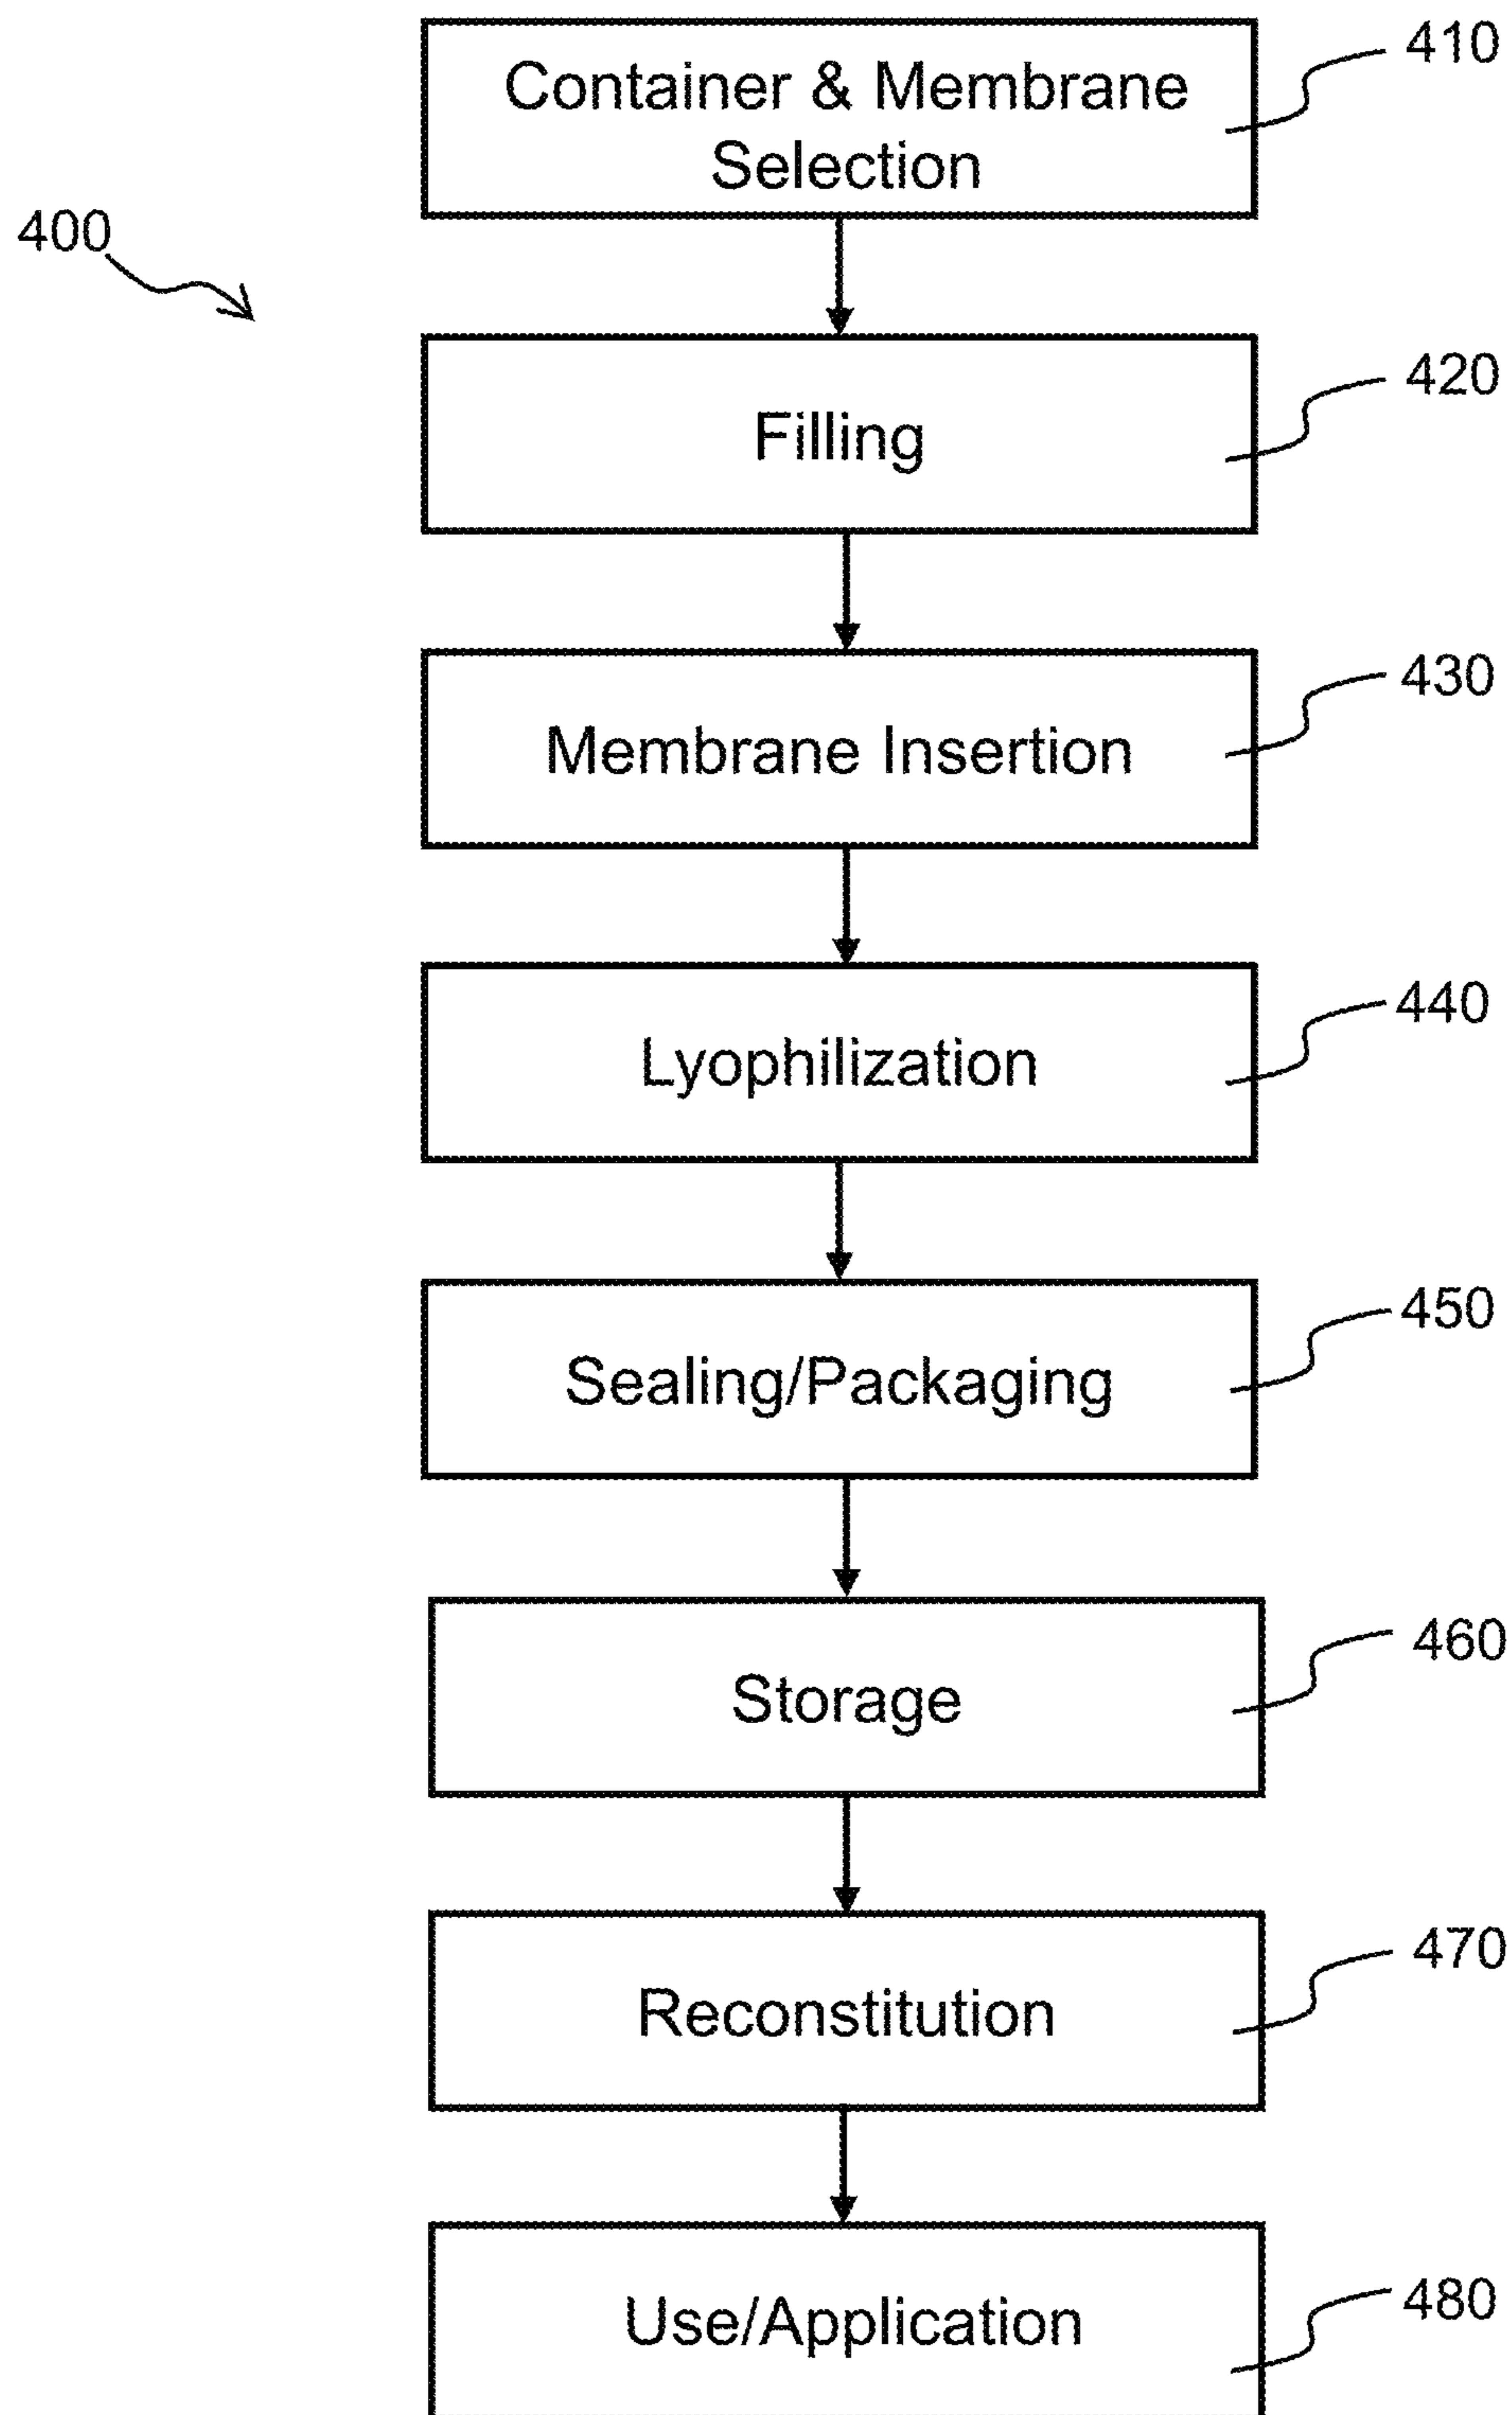 410
Container & Membrane
Selection
400
420
Filling
430
Membrane Insertion
440
Lyophilization
450
Sealing/Packaging
460
Storage
470
Reconstitution
480
Use/Application